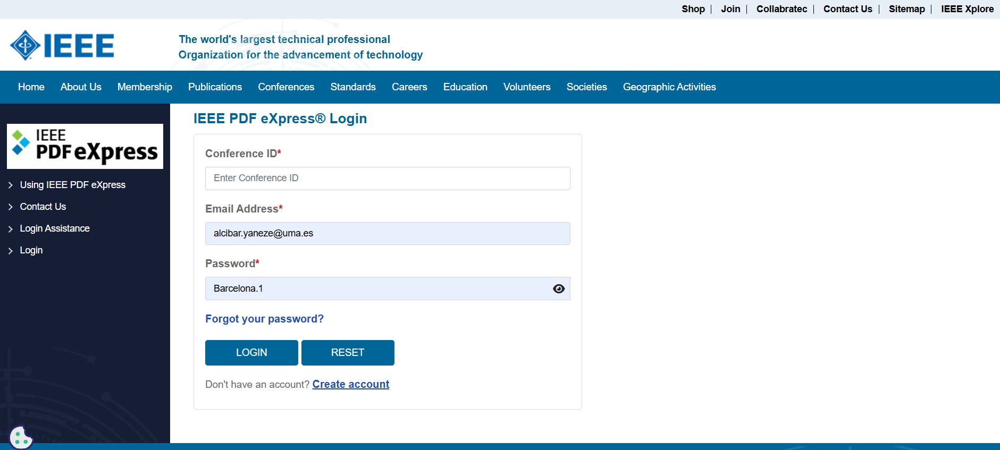 Shop | Join | Collabratec | Contact Us | Sitemap | IEEE Xplore
IEEE
The world's largest technical professional
Organization for the advancement of technology
Home About Us Membership Publications Conferences Standards Careers Education Volunteers Societies Geographic Activities
IEEE
PDF eXpress
Using IEEE PDF eXpress
Contact Us
Login Assistance
Login
IEEE PDF eXpress® Login
Conference ID*
Enter Conference ID
Email Address*
alcibar.yaneze@uma.es
Password*
Barcelona.1
Forgot your password?
LOGIN RESET
Don't have an account? Create account